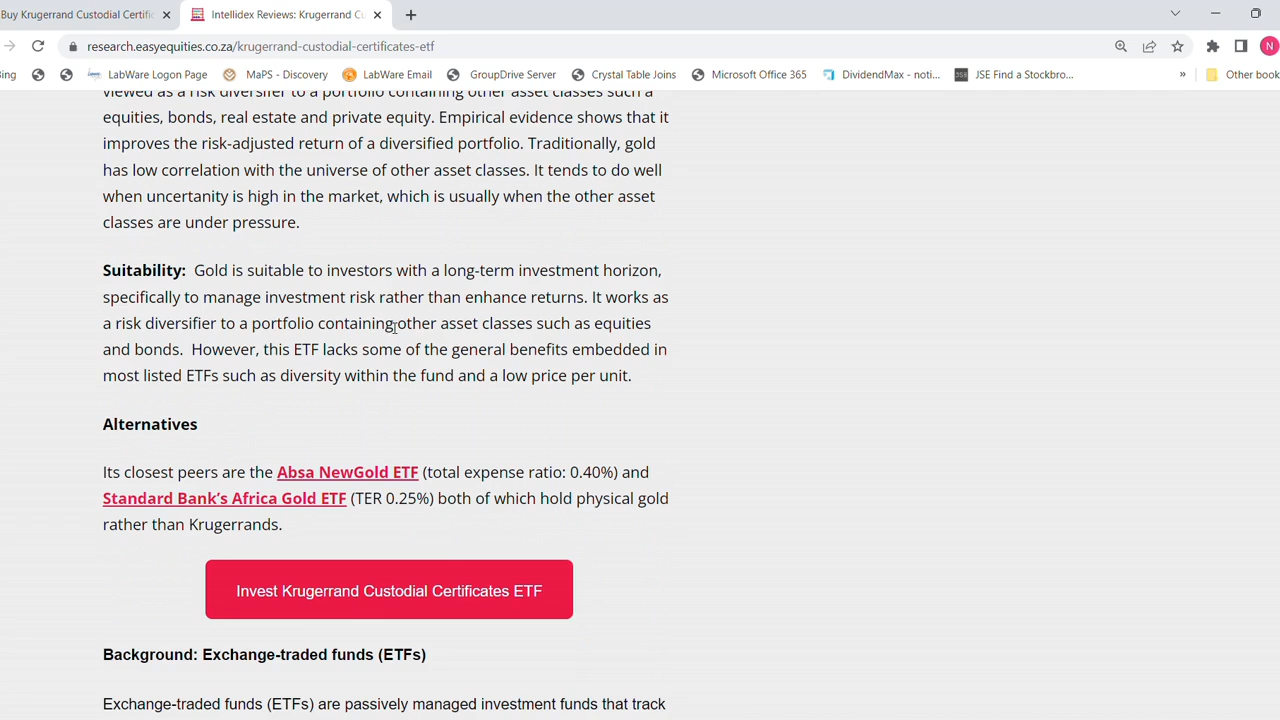 Buy Krugerrand Custodial Certific
Intellidex Reviews: Krugerrand Cu
research.easyequities.co.za/krugerrand-custodial-certificates-etf
N
Bing
LabWare Logon Page
MaPS - Discovery
LabWare Email
GroupDrive Server
Crystal Table Joins
Microsoft Office 365
DividendMax - noti...
JSE Find a Stockbro...
»
Other book
viewed as a risk diversifier to a portfolio containing other asset classes such a
equities, bonds, real estate and private equity. Empirical evidence shows that it
improves the risk-adjusted return of a diversified portfolio. Traditionally, gold
has low correlation with the universe of other asset classes. It tends to do well
when uncertanity is high in the market, which is usually when the other asset
classes are under pressure.
Suitability:  Gold is suitable to investors with a long-term investment horizon,
specifically to manage investment risk rather than enhance returns. It works as
a risk diversifier to a portfolio containing other asset classes such as equities
and bonds.  However, this ETF lacks some of the general benefits embedded in
most listed ETFs such as diversity within the fund and a low price per unit.
Alternatives
Its closest peers are the Absa NewGold ETF (total expense ratio: 0.40%) and
Standard Bank’s Africa Gold ETF (TER 0.25%) both of which hold physical gold
rather than Krugerrands.
Invest Krugerrand Custodial Certificates ETF
Background: Exchange-traded funds (ETFs)
Exchange-traded funds (ETFs) are passively managed investment funds that track